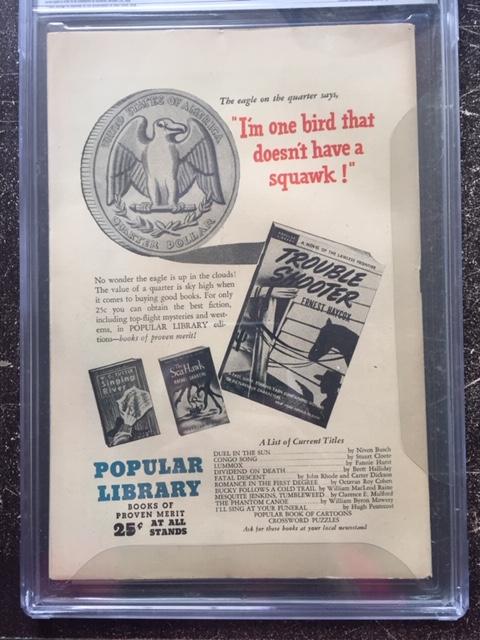 The eagle on the quarter says,
"I'm one bird that
doesn't have a
squawk!"
UNITED STATES OF AMERICA
QUARTER DOLLAR
No wonder the eagle is up in the clouds!
The value of a quarter is sky high when
it comes to buying good books. For only
25c you can obtain the best fiction,
including top-flight mysteries and west-
erns, in POPULAR LIBRARY edi-
tions—books of proven merit!
POPULAR LIBRARY
A NOVEL OF THE LAWLESS FRONTIER
TROUBLE
SHOOTER
ERNEST HAYCOX
W. C. TUTTLE
Singing
River
The
Sea Hawk
RAFAEL SABATINI
A List of Current Titles
DUEL IN THE SUN by Niven Busch
CONGO SONG by Stuart Cloete
LUMMOX by Fannie Hurst
DIVIDEND ON DEATH by Brett Halliday
FATAL DESCENT by John Rhode and Carter Dickson
ROMANCE IN THE FIRST DEGREE by Octavus Roy Cohen
BUCKY FOLLOWS A COLD TRAIL by William MacLeod Raine
MESQUITE JENKINS, TUMBLEWEED by Clarence E. Mulford
THE PHANTOM CANOE by William Byron Mowery
I'LL SING AT YOUR FUNERAL by Hugh Pentecost
POPULAR BOOK OF CARTOONS
CROSSWORD PUZZLES
Ask for these books at your local newsstand
POPULAR
LIBRARY
BOOKS OF
PROVEN MERIT
25¢ AT ALL
STANDS